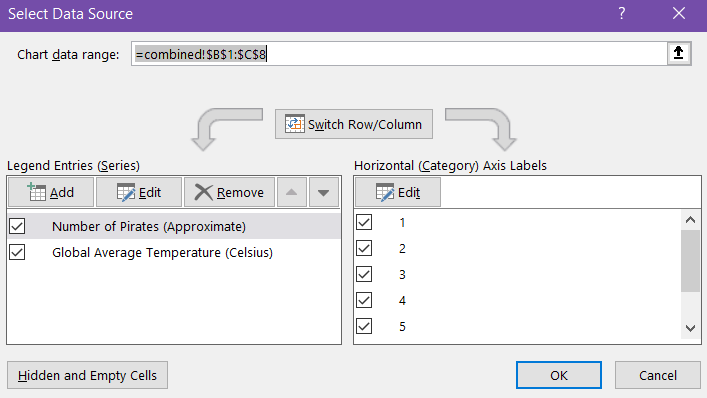 Select Data Source ?
Chart data range: =combined!$B$1:$C$8
Switch Row/Column
Legend Entries (Series)
Add Edit Remove
Number of Pirates (Approximate)
Global Average Temperature (Celsius)
Horizontal (Category) Axis Labels
Edit
1
2
3
4
5
Hidden and Empty Cells
OK Cancel